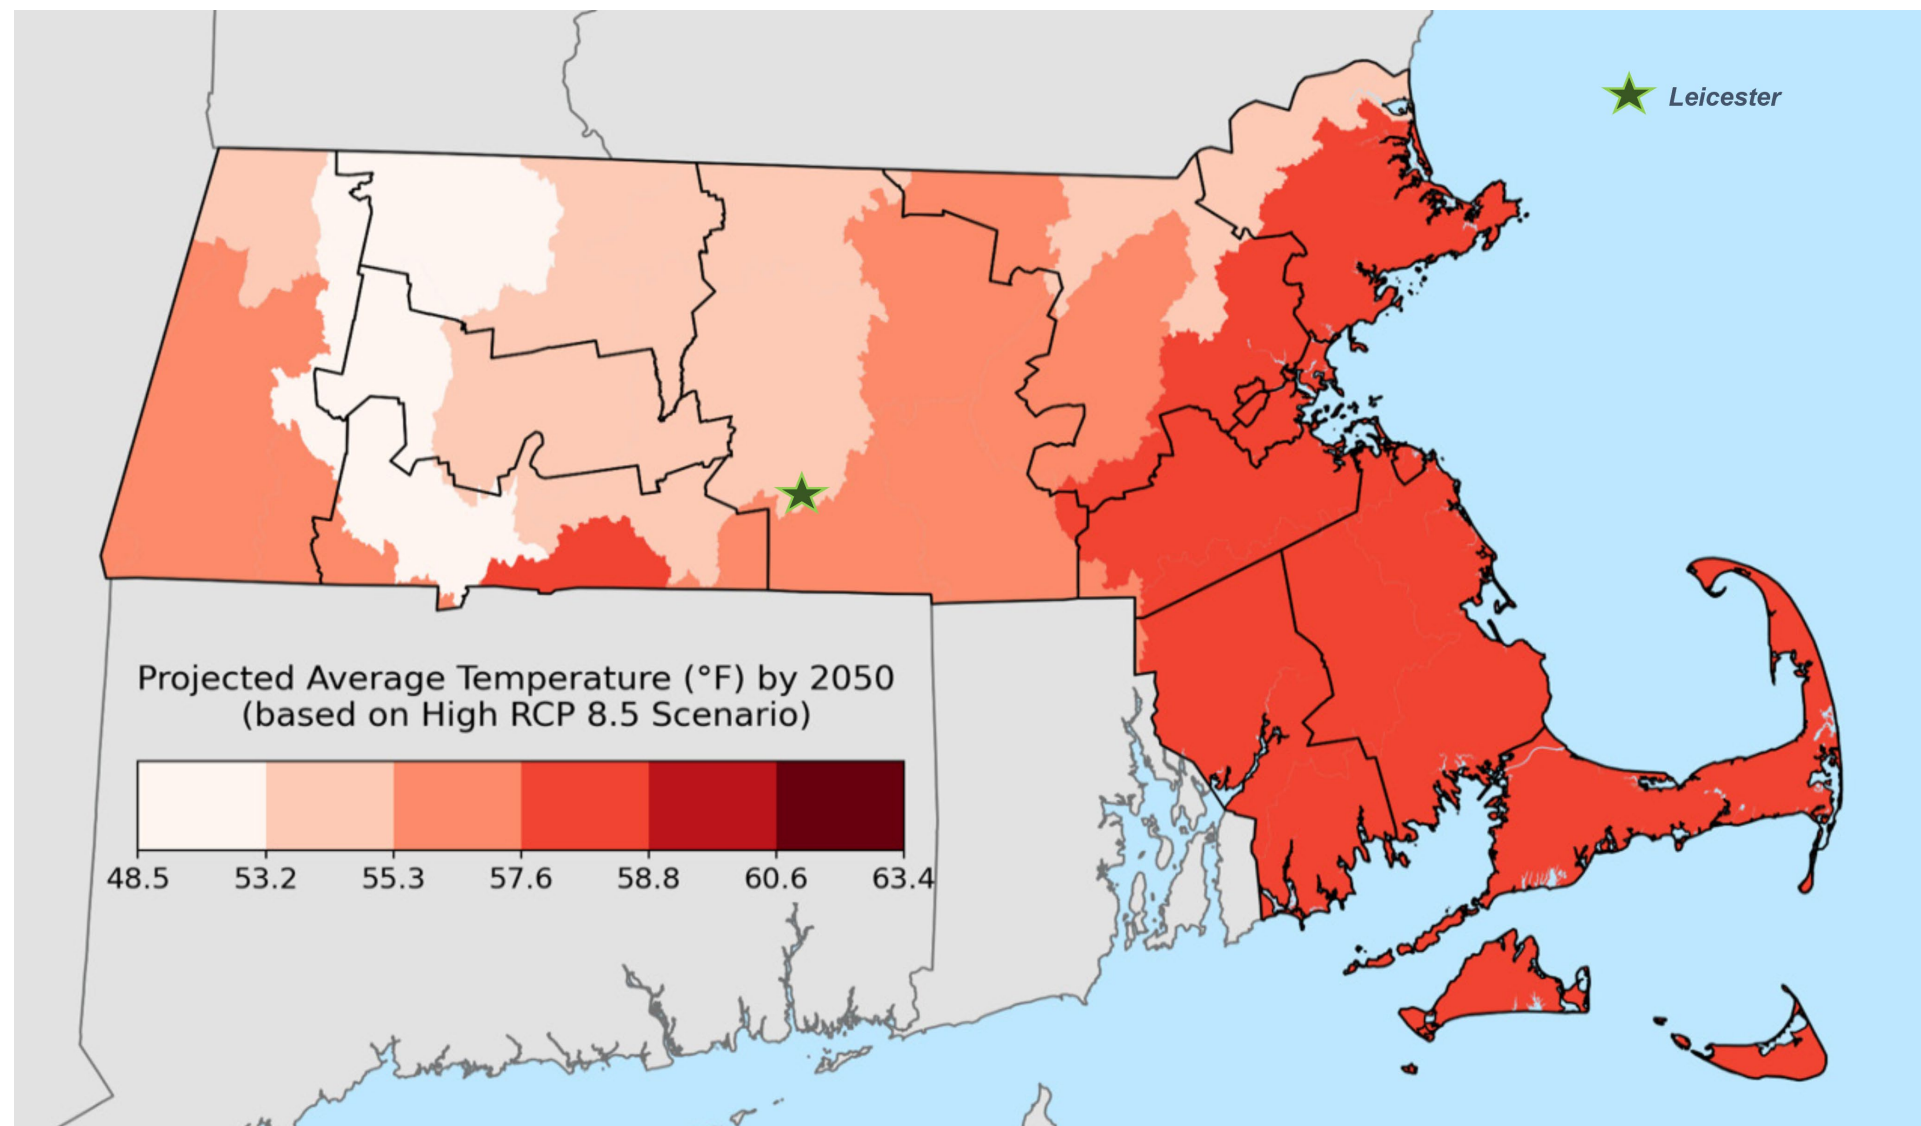 Leicester
Projected Average Temperature (°F) by 2050
(based on High RCP 8.5 Scenario)
48.5 53.2 55.3 57.6 58.8 60.6 63.4